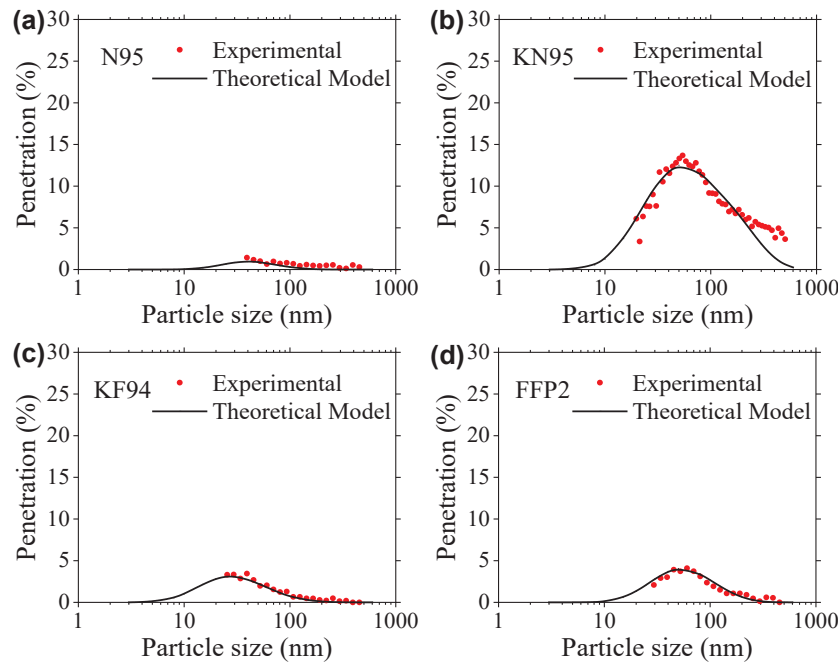 (a)
30
25
20
15
10
5
0
N95
Experimental
Theoretical Model
Penetration (%)
1
10
100
1000
Particle size (nm)
(b)
30
25
20
15
10
5
0
KN95
Experimental
Theoretical Model
Penetration (%)
1
10
100
1000
Particle size (nm)
(c)
30
25
20
15
10
5
0
KF94
Experimental
Theoretical Model
Penetration (%)
1
10
100
1000
Particle size (nm)
(d)
30
25
20
15
10
5
0
FFP2
Experimental
Theoretical Model
Penetration (%)
1
10
100
1000
Particle size (nm)